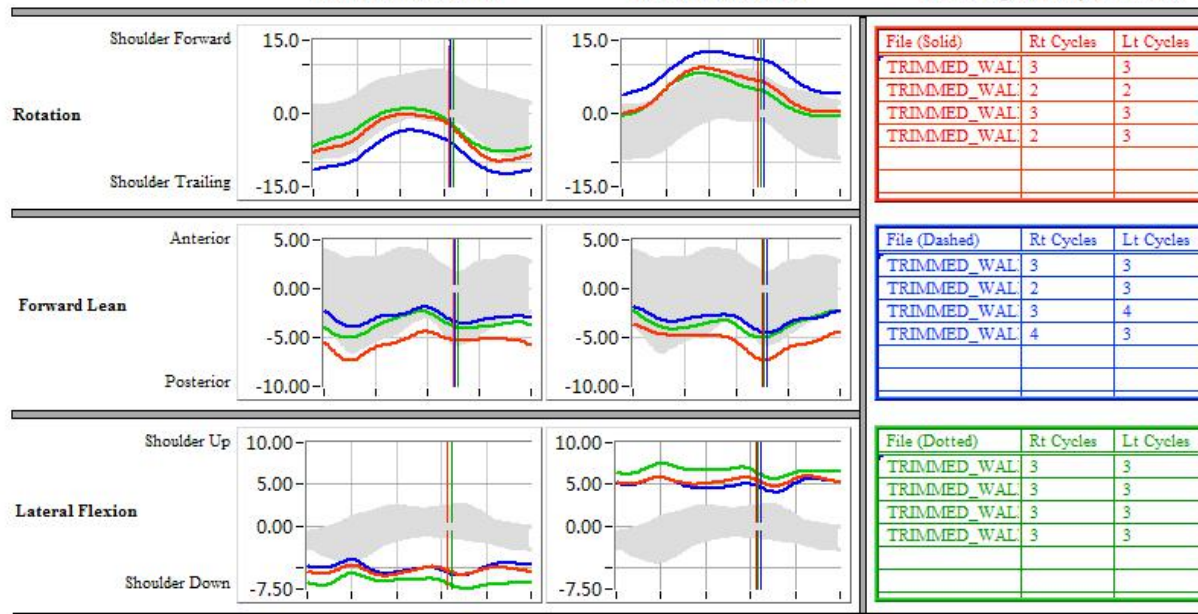 Shoulder Forward
Rotation
Shoulder Trailing
15.0
0.0
-15.0
15.0
0.0
-15.0
File (Solid) Rt Cycles Lt Cycles
TRIMMED_WAL 3 3
TRIMMED_WAL 2 2
TRIMMED_WAL 3 3
TRIMMED_WAL 2 3
Anterior
Forward Lean
Posterior
5.00
0.00
-5.00
-10.00
5.00
0.00
-5.00
-10.00
File (Dashed) Rt Cycles Lt Cycles
TRIMMED_WAL 3 3
TRIMMED_WAL 2 3
TRIMMED_WAL 3 4
TRIMMED_WAL 4 3
Shoulder Up
Lateral Flexion
Shoulder Down
10.00
5.00
0.00
-7.50
10.00
5.00
0.00
-7.50
File (Dotted) Rt Cycles Lt Cycles
TRIMMED_WAL 3 3
TRIMMED_WAL 3 3
TRIMMED_WAL 3 3
TRIMMED_WAL 3 3